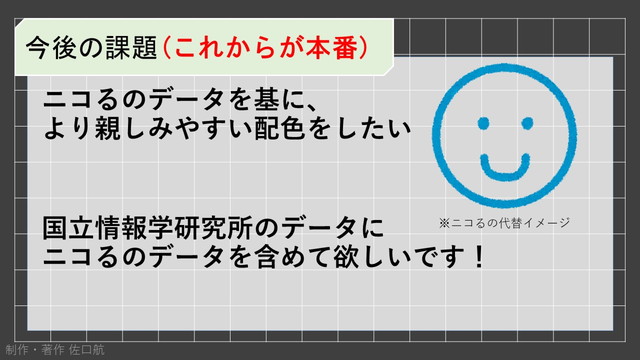 今後の課題（これからが本番）
ニコるのデータを基に、
より親しみやすい配色をしたい
※ニコるの代替イメージ
国立情報学研究所のデータに
ニコるのデータを含めて欲しいです！
制作・著作 佐口航